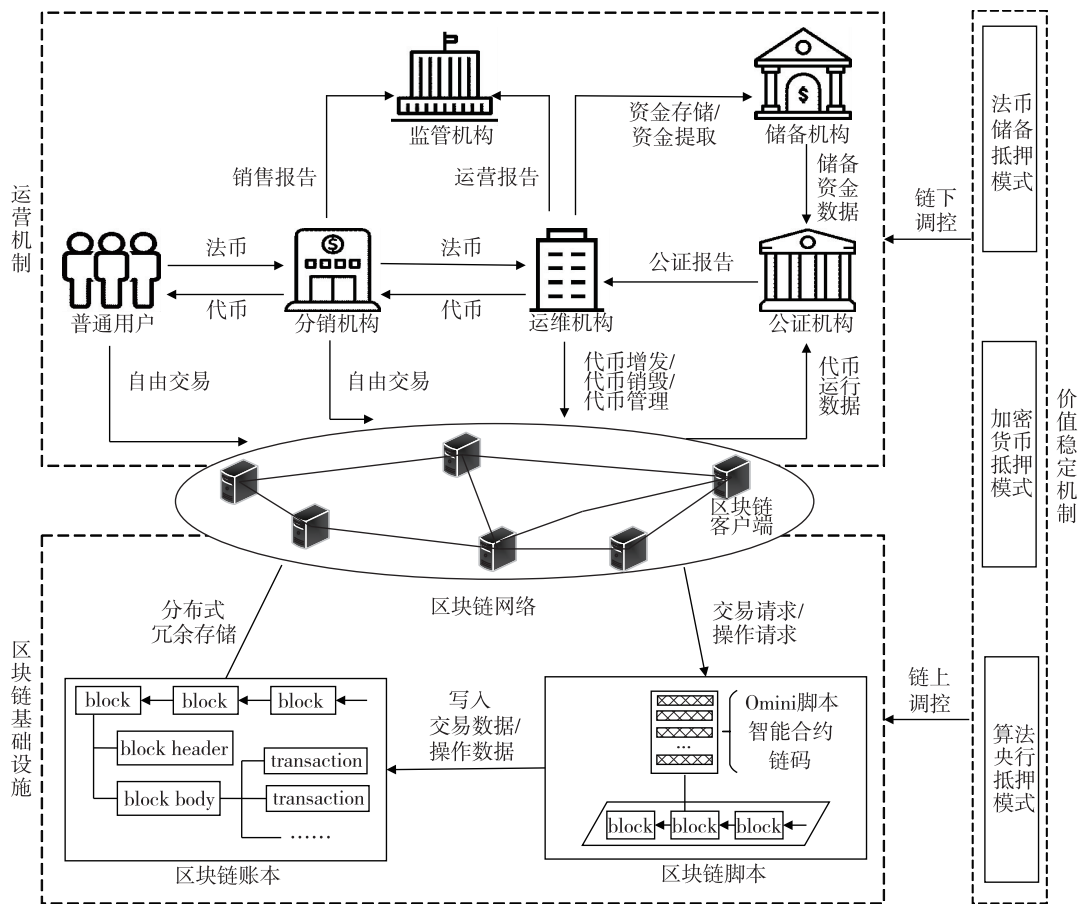 运营机制
监管机构
储备机构
资金存储/
资金提取
销售报告
运营报告
储备
资金
数据
法币
法币
公证报告
代币
代币
普通用户
分销机构
运维机构
公证机构
自由交易
自由交易
代币增发/
代币销毁/
代币管理
代币
运行
数据
区块链
客户端
区块链网络
区块链基础设施
分布式
冗余存储
交易请求/
操作请求
block
block
block
block header
block body
transaction
transaction
……
区块链账本
写入
交易数据/
操作数据
...
Omini脚本
智能合约
链码
block
block
block
区块链脚本
链下
调控
链上
调控
法币
储备
抵押
模式
加密
货币
抵押
模式
算法
央行
抵押
模式
价值稳定机制
$
$